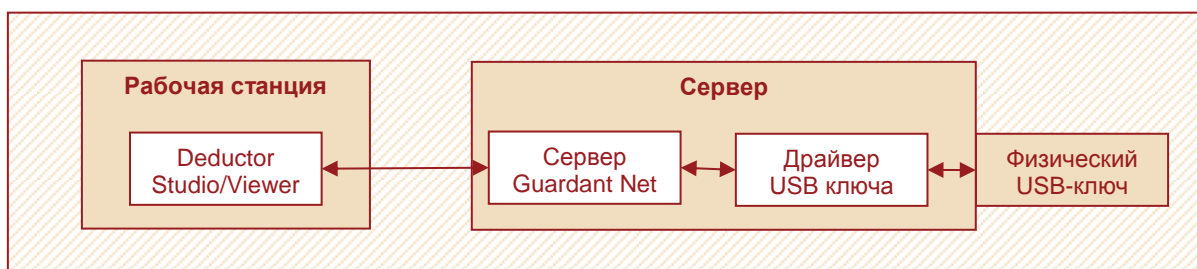 Рабочая станция
Deductor
Studio/Viewer
Сервер
Сервер
Guardant Net
Драйвер
USB ключа
Физический
USB-ключ